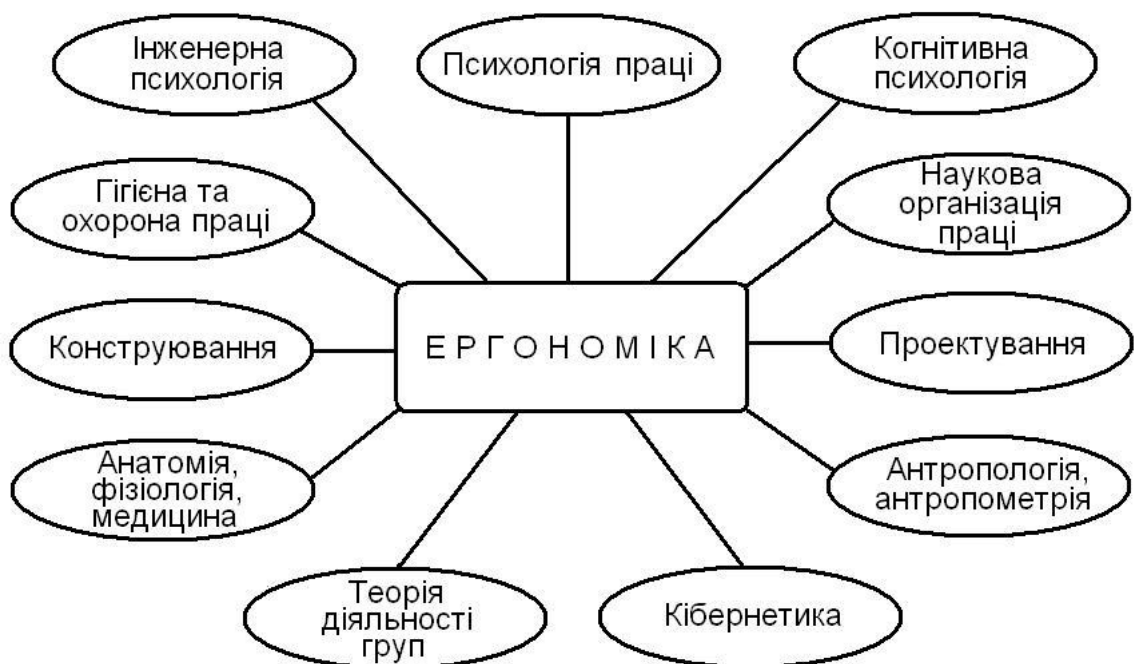 Інженерна
психологія
Психологія праці
Когнітивна
психологія
Гігієна та
охорона праці
Наукова
організація
праці
Конструювання
Е Р Г О Н О М І К А
Проектування
Анатомія,
фізіологія,
медицина
Антропологія,
антропометрія
Теорія
діяльності
груп
Кібернетика